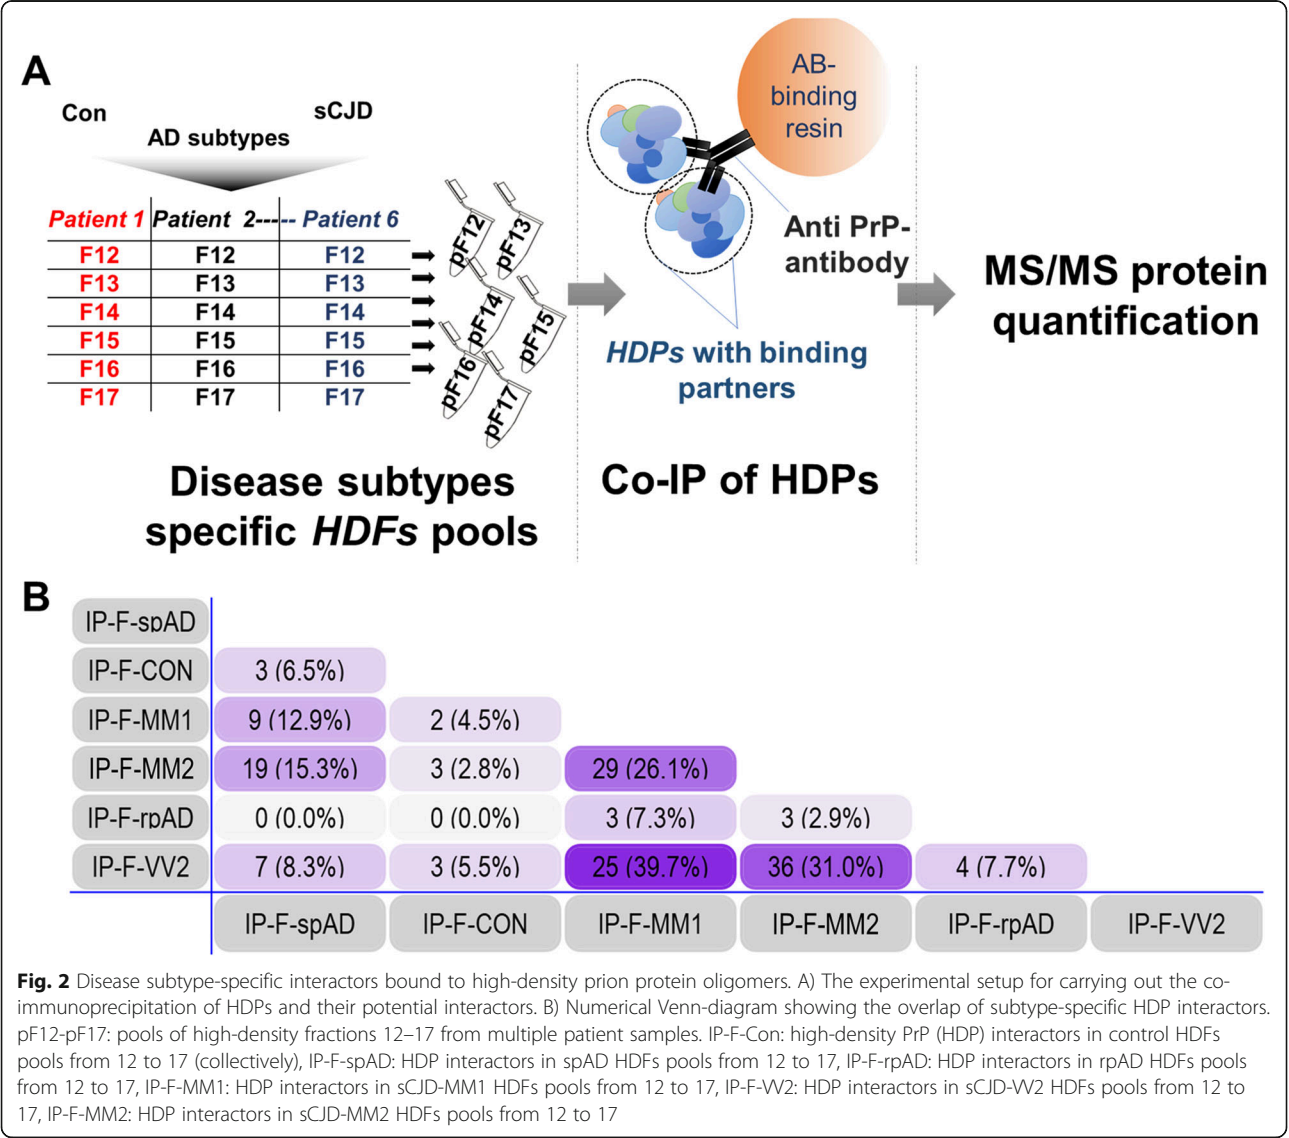 A
Con
sCJD
AD subtypes
Patient 1 Patient 2------ Patient 6
F12 F12 F12
F13 F13 F13
F14 F14 F14
F15 F15 F15
F16 F16 F16
F17 F17 F17
pF12
pF13
pF14
pF15
pF16
pF17
Disease subtypes
specific HDFs pools
AB-
binding
resin
Anti PrP-
antibody
HDPs with binding
partners
Co-IP of HDPs
MS/MS protein
quantification
B
IP-F-spAD
IP-F-CON 3 (6.5%)
IP-F-MM1 9 (12.9%) 2 (4.5%)
IP-F-MM2 19 (15.3%) 3 (2.8%) 29 (26.1%)
IP-F-rpAD 0 (0.0%) 0 (0.0%) 3 (7.3%) 3 (2.9%)
IP-F-VV2 7 (8.3%) 3 (5.5%) 25 (39.7%) 36 (31.0%) 4 (7.7%)
IP-F-spAD IP-F-CON IP-F-MM1 IP-F-MM2 IP-F-rpAD IP-F-VV2
Fig. 2 Disease subtype-specific interactors bound to high-density prion protein oligomers. A) The experimental setup for carrying out the co-
immunoprecipitation of HDPs and their potential interactors. B) Numerical Venn-diagram showing the overlap of subtype-specific HDP interactors.
pF12-pF17: pools of high-density fractions 12–17 from multiple patient samples. IP-F-Con: high-density PrP (HDP) interactors in control HDFs
pools from 12 to 17 (collectively), IP-F-spAD: HDP interactors in spAD HDFs pools from 12 to 17, IP-F-rpAD: HDP interactors in rpAD HDFs pools
from 12 to 17, IP-F-MM1: HDP interactors in sCJD-MM1 HDFs pools from 12 to 17, IP-F-VV2: HDP interactors in sCJD-VV2 HDFs pools from 12 to
17, IP-F-MM2: HDP interactors in sCJD-MM2 HDFs pools from 12 to 17